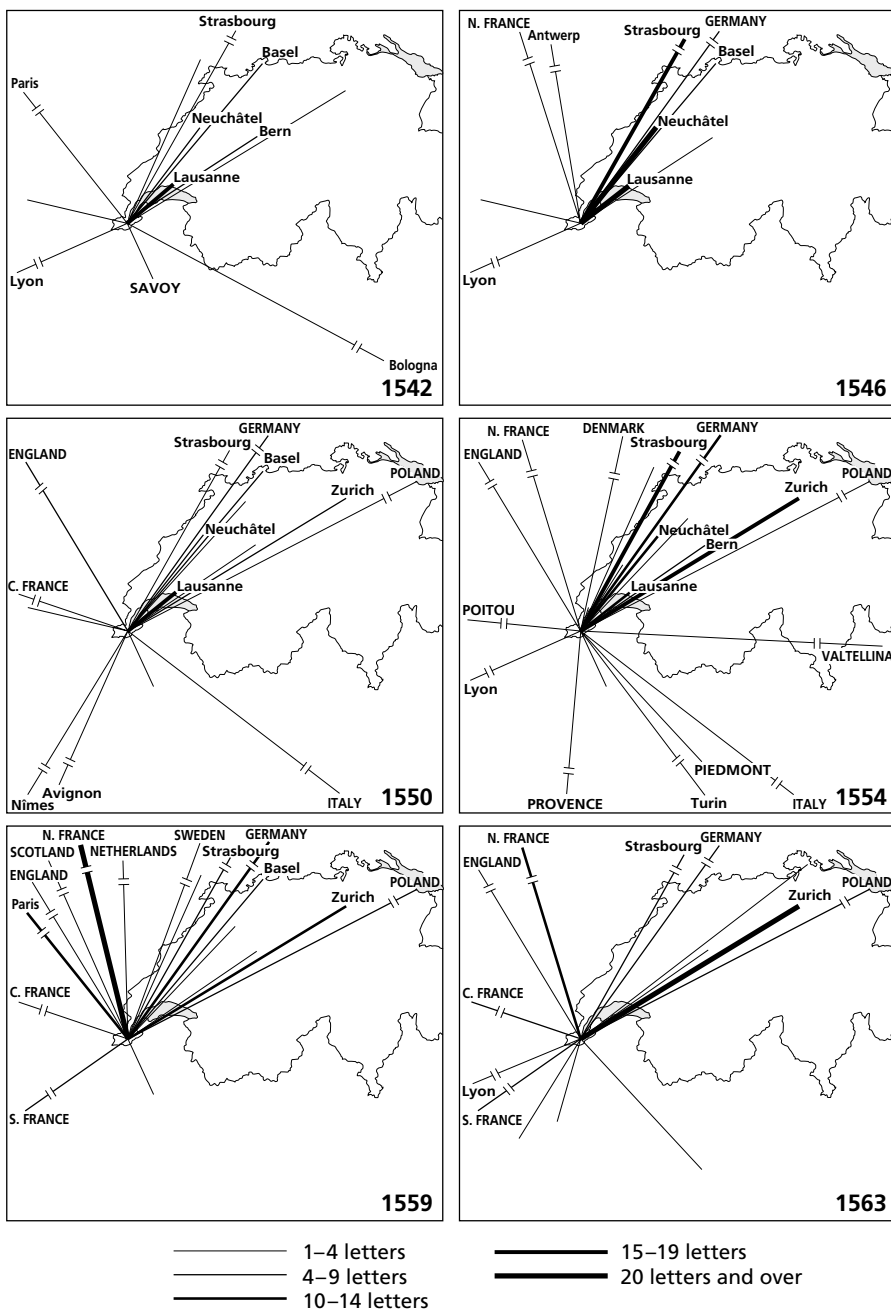 Strasbourg
Basel
Paris
Neuchâtel
Bern
Lausanne
Lyon
SAVOY
Bologna
1542
N. FRANCE
GERMANY
Strasbourg
Antwerp
Basel
Neuchâtel
Lausanne
Lyon
1546
GERMANY
Strasbourg
ENGLAND
Basel
POLAND
Zurich
Neuchâtel
C. FRANCE
Lausanne
Avignon
Nîmes
ITALY
1550
N. FRANCE
DENMARK
GERMANY
Strasbourg
ENGLAND
POLAND
Zurich
Neuchâtel
Bern
Lausanne
POITOU
VALTELLINA
Lyon
PIEDMONT
PROVENCE
Turin
ITALY
1554
N. FRANCE
SWEDEN
GERMANY
SCOTLAND
NETHERLANDS
Strasbourg
ENGLAND
Basel
POLAND
Paris
Zurich
C. FRANCE
S. FRANCE
1559
N. FRANCE
GERMANY
Strasbourg
ENGLAND
POLAND
Zurich
C. FRANCE
Lyon
S. FRANCE
1563
1–4 letters
4–9 letters
10–14 letters
15–19 letters
20 letters and over